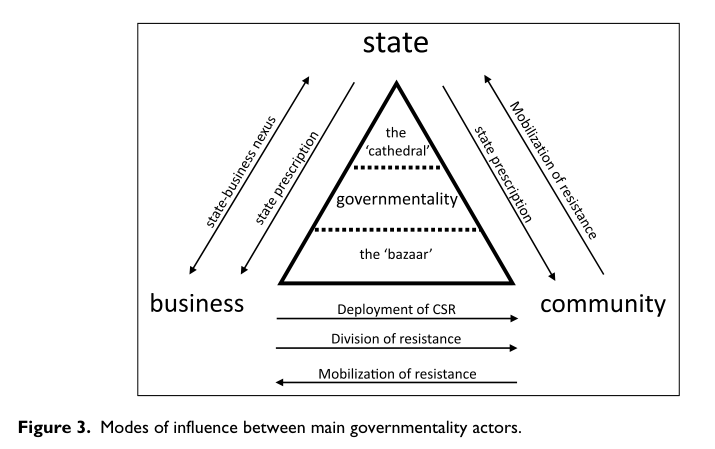 state
state-business nexus
state prescription
the
‘cathedral’
governmentality
the ‘bazaar’
state prescription
Mobilization of resistance
business
community
Deployment of CSR
Division of resistance
Mobilization of resistance
Figure 3. Modes of influence between main governmentality actors.